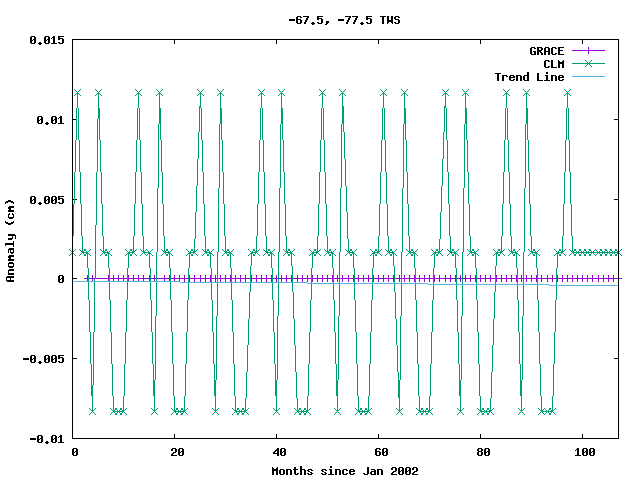 -67.5, -77.5 TWS
0.015
0.01
0.005
0
-0.005
-0.01
Anomaly (cm)
GRACE
CLM
Trend Line
0 20 40 60 80 100
Months since Jan 2002